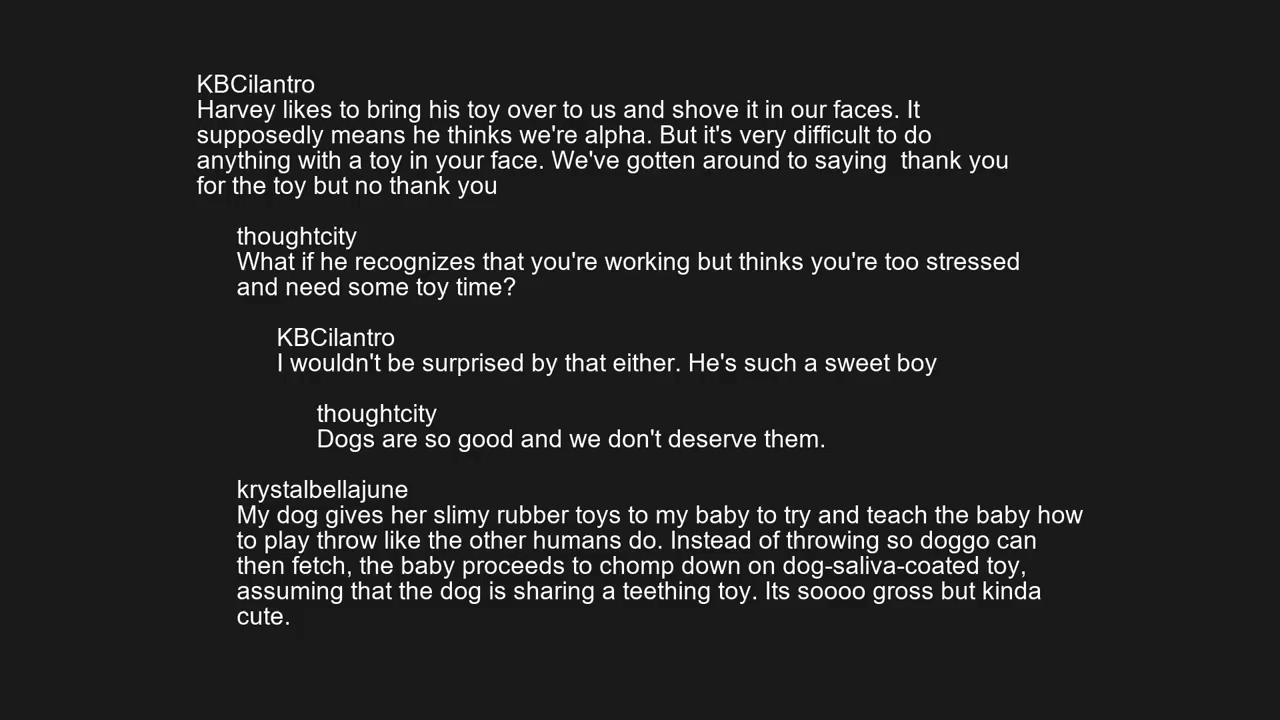 KBCilantro
Harvey likes to bring his toy over to us and shove it in our faces. It
supposedly means he thinks we're alpha. But it's very difficult to do
anything with a toy in your face. We've gotten around to saying  thank you
for the toy but no thank you
thoughtcity
What if he recognizes that you're working but thinks you're too stressed
and need some toy time?
KBCilantro
I wouldn't be surprised by that either. He's such a sweet boy
thoughtcity
Dogs are so good and we don't deserve them.
krystalbellajune
My dog gives her slimy rubber toys to my baby to try and teach the baby how
to play throw like the other humans do. Instead of throwing so doggo can
then fetch, the baby proceeds to chomp down on dog-saliva-coated toy,
assuming that the dog is sharing a teething toy. Its soooo gross but kinda
cute.